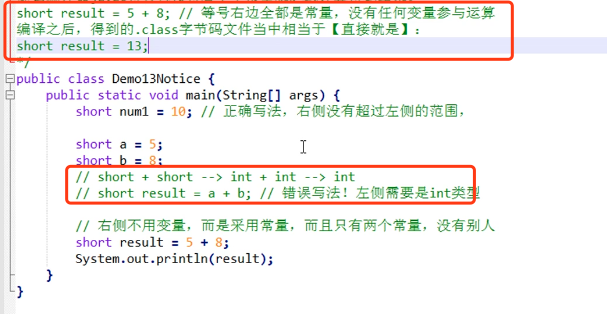 short result = 5 + 8; // 等号右边全部都是常量，没有任何变量参与运算
编译之后，得到的.class字节码文件当中相当于【直接就是】：
short result = 13;
*/
public class Demo13Notice {
public static void main(String[] args) {
short num1 = 10; // 正确写法，右侧没有超过左侧的范围，
short a = 5;
short b = 8;
// short + short --> int + int --> int
// short result = a + b; // 错误写法！左侧需要是int类型
// 右侧不用变量，而是采用常量，而且只有两个常量，没有别人
short result = 5 + 8;
System.out.println(result);
}
}